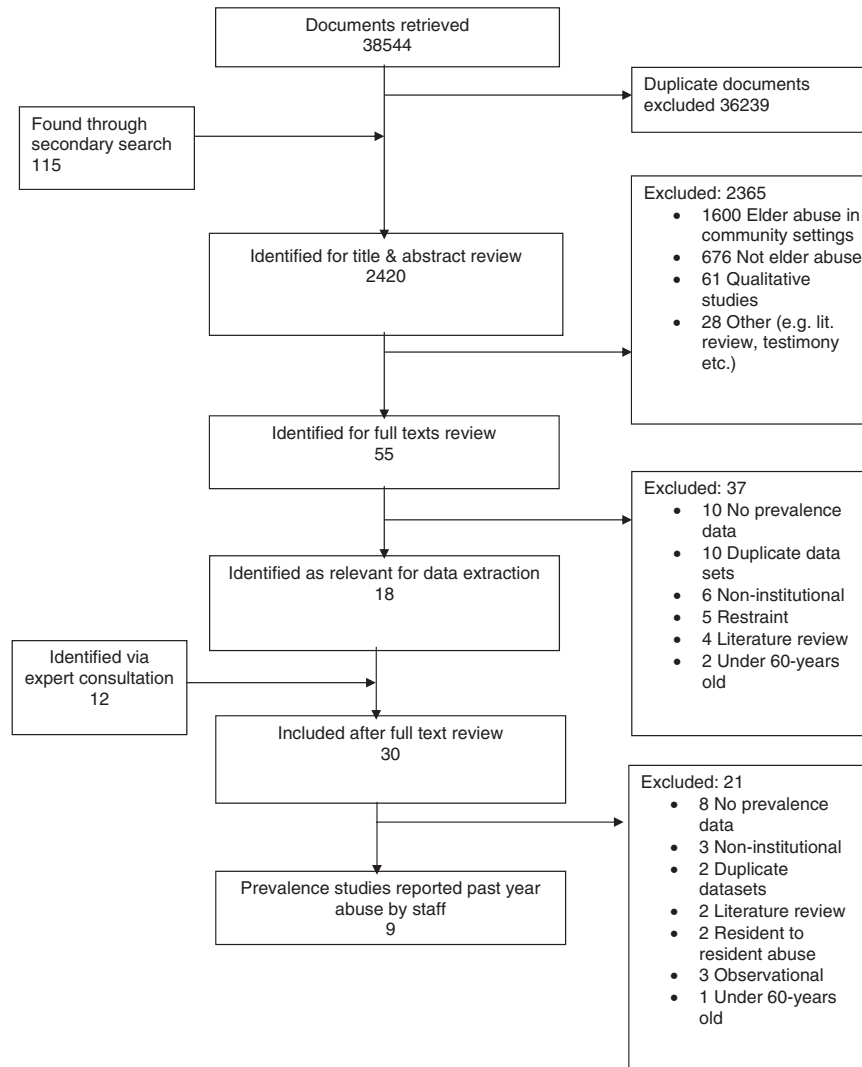 Documents retrieved
38544
Duplicate documents
excluded 36239
Found through
secondary search
115
Excluded: 2365
• 1600 Elder abuse in
community settings
• 676 Not elder abuse
• 61 Qualitative
studies
• 28 Other (e.g. lit.
review, testimony
etc.)
Identified for title & abstract review
2420
Identified for full texts review
55
Excluded: 37
• 10 No prevalence
data
• 10 Duplicate data
sets
• 6 Non-institutional
• 5 Restraint
• 4 Literature review
• 2 Under 60-years
old
Identified as relevant for data extraction
18
Identified via
expert consultation
12
Included after full text review
30
Excluded: 21
• 8 No prevalence
data
• 3 Non-institutional
• 2 Duplicate
datasets
• 2 Literature review
• 2 Resident to
resident abuse
• 3 Observational
• 1 Under 60-years
old
Prevalence studies reported past year
abuse by staff
9